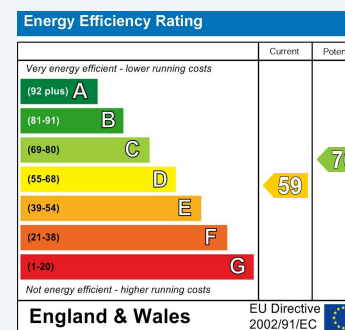 Energy Efficiency Rating
Current
Very energy efficient - lower running costs
(92 plus) A
(81-91) B
(69-80) C
(55-68) D
59
(39-54) E
(21-38) F
(1-20) G
Not energy efficient - higher running costs
England & Wales
EU Directive
2002/91/EC